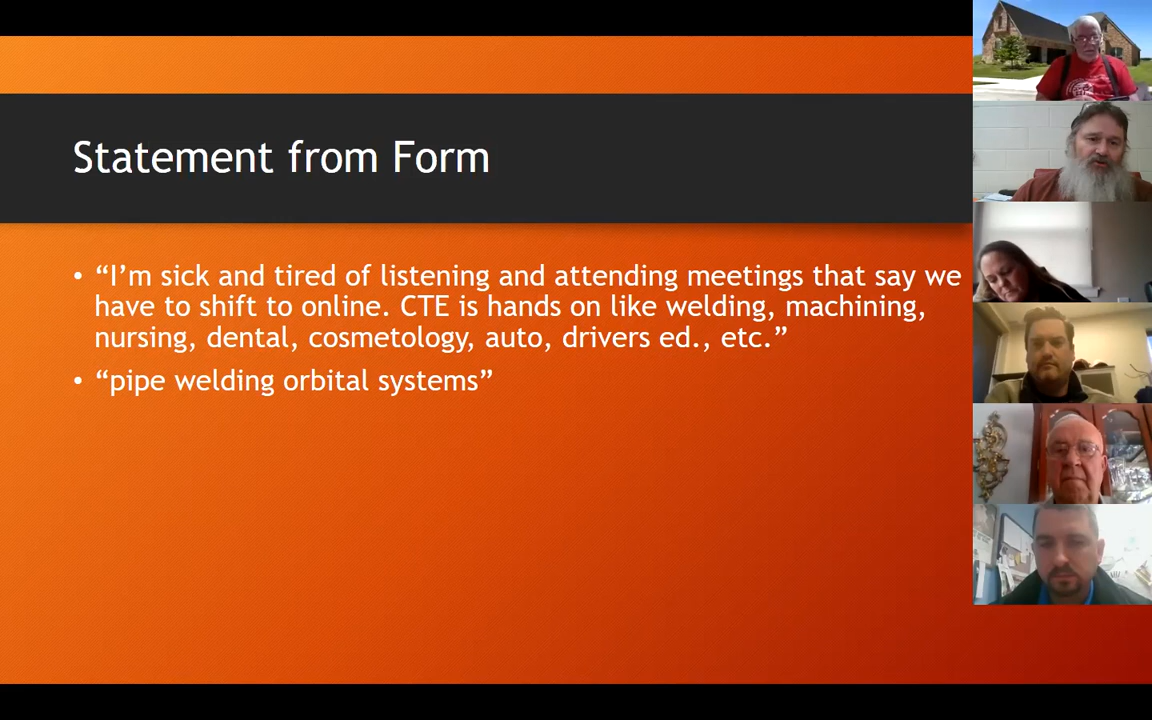 Statement from Form
• “I’m sick and tired of listening and attending meetings that say we
have to shift to online. CTE is hands on like welding, machining,
nursing, dental, cosmetology, auto, drivers ed., etc.”
• “pipe welding orbital systems”